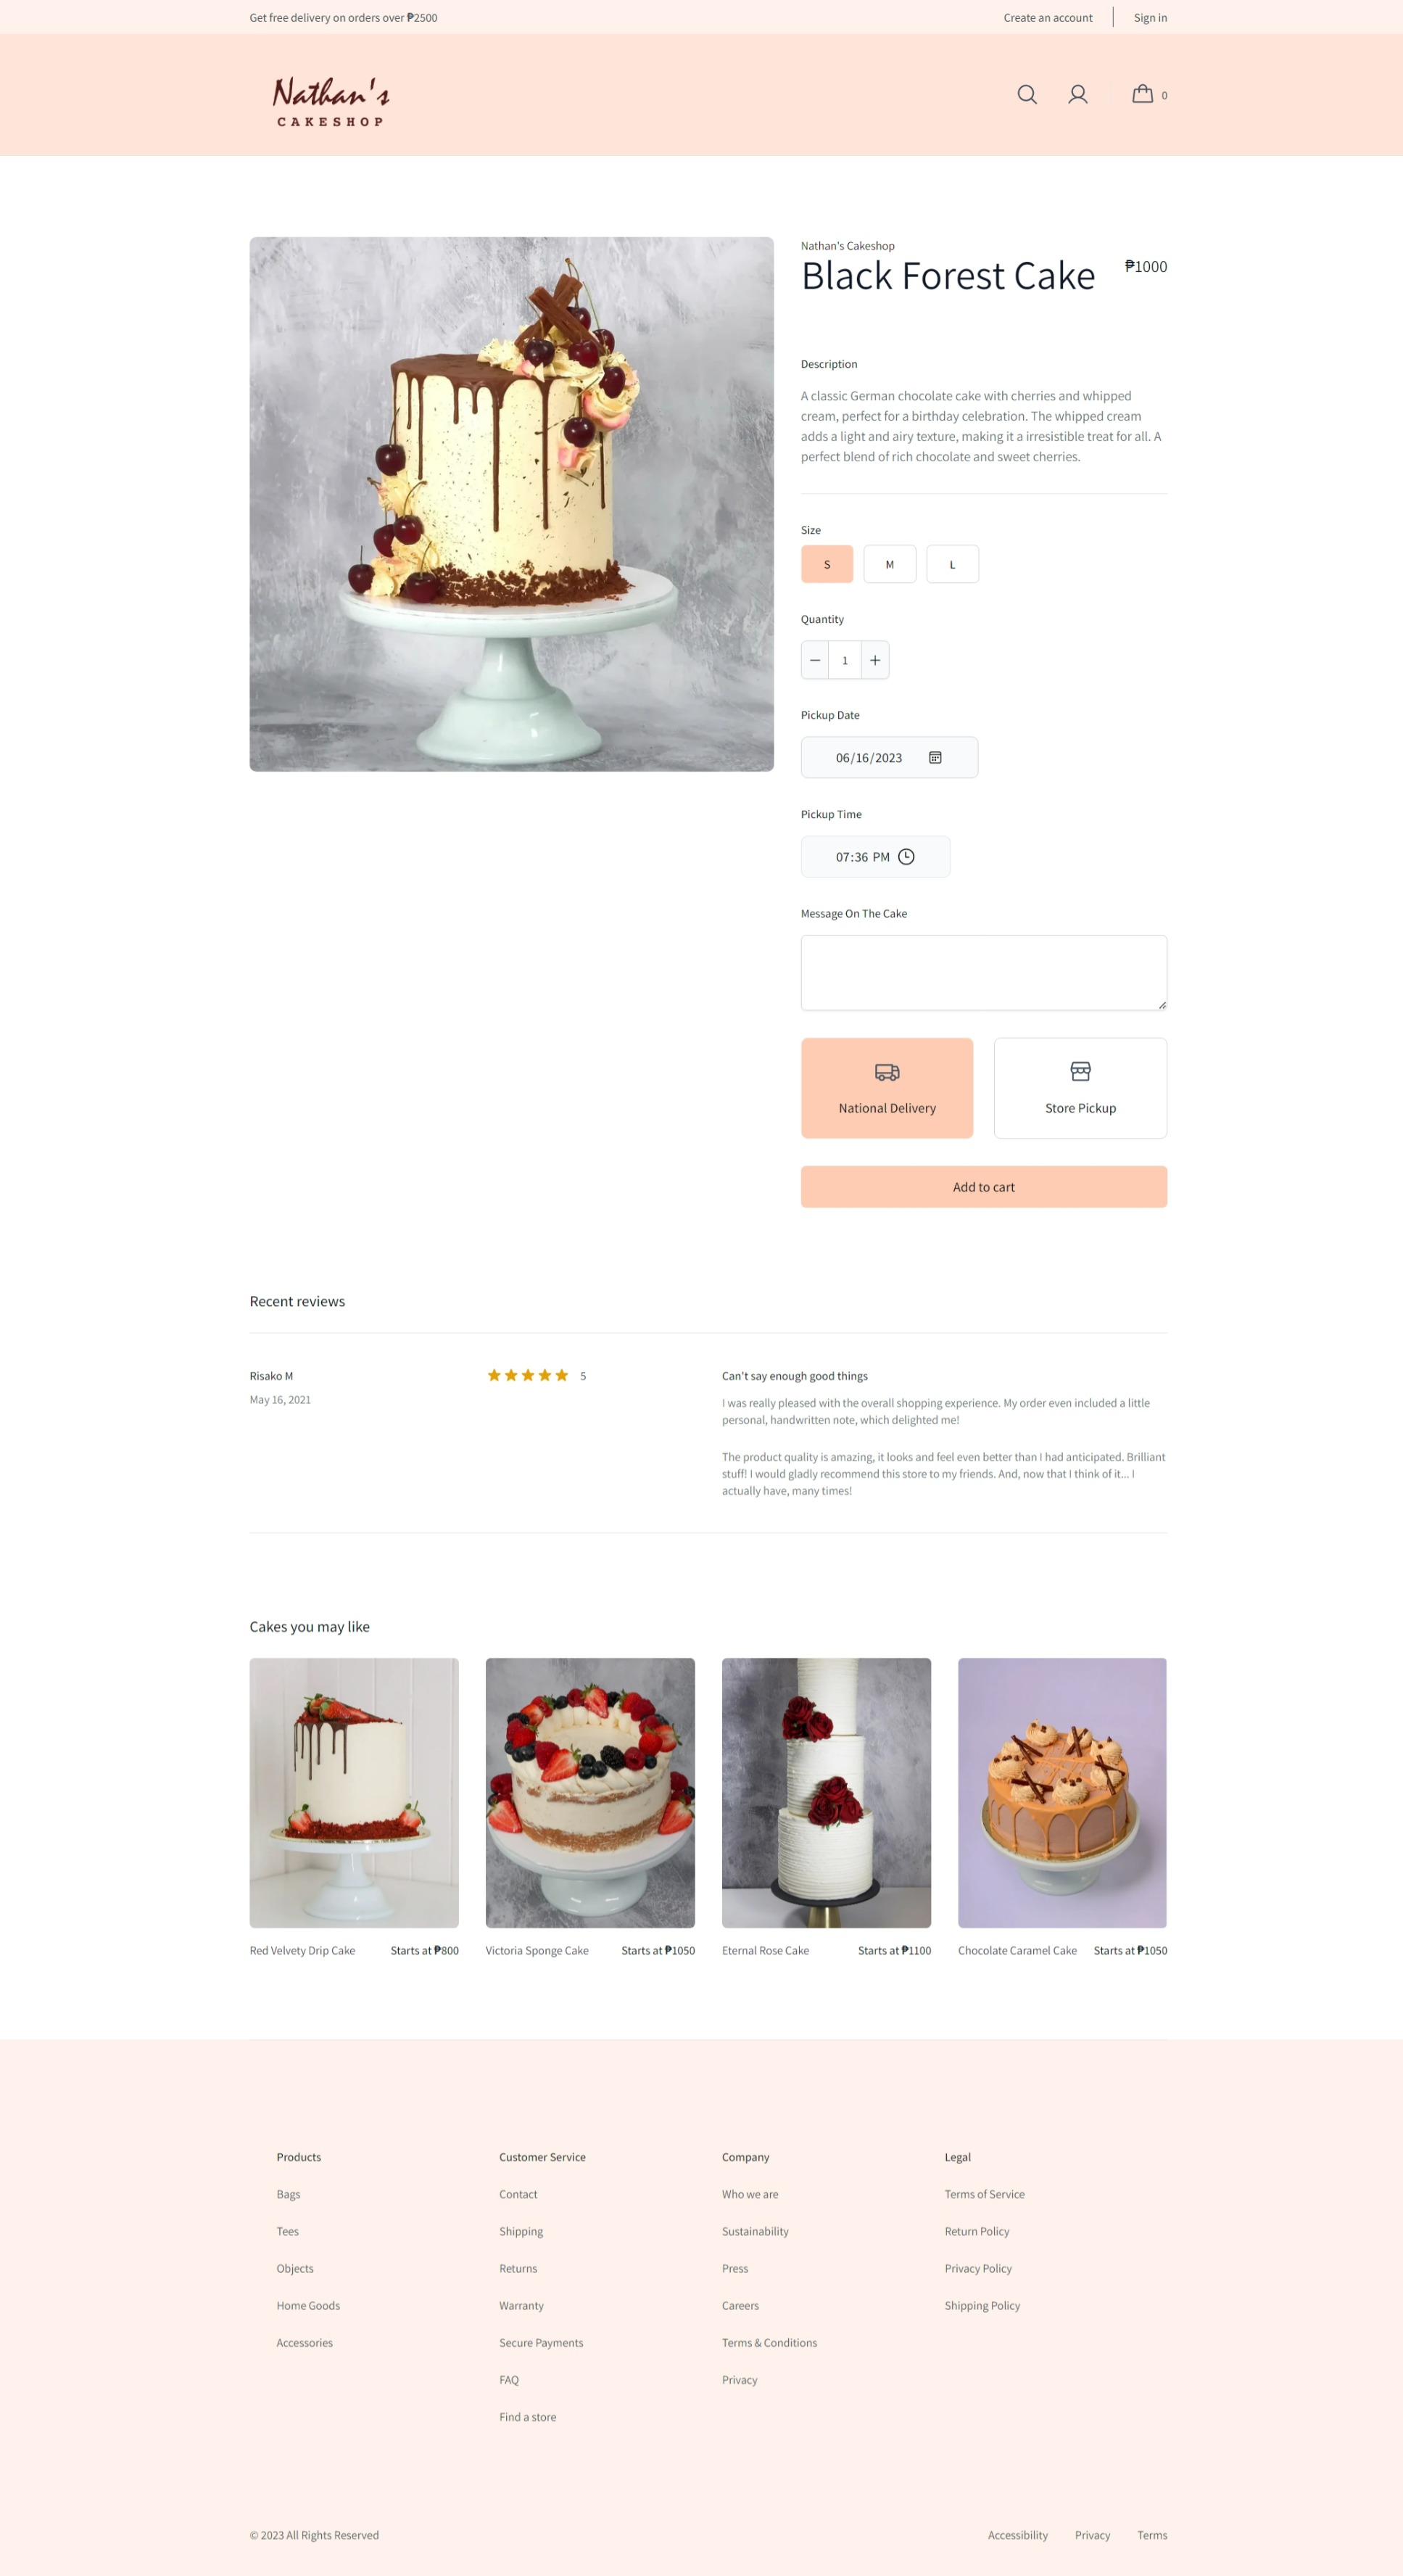 Get free delivery on orders over ₱2500
Create an account
Sign in
Nathan's
CAKESHOP
0
Nathan's Cakeshop
Black Forest Cake
₱1000
Description
A classic German chocolate cake with cherries and whipped
cream, perfect for a birthday celebration. The whipped cream
adds a light and airy texture, making it a irresistible treat for all. A
perfect blend of rich chocolate and sweet cherries.
Size
S
M
L
Quantity
1
Pickup Date
06/16/2023
Pickup Time
07:36 PM
Message On The Cake
National Delivery
Store Pickup
Add to cart
Recent reviews
Risako M
May 16, 2021
5
Can't say enough good things
I was really pleased with the overall shopping experience. My order even included a little
personal, handwritten note, which delighted me!
The product quality is amazing, it looks and feel even better than I had anticipated. Brilliant
stuff! I would gladly recommend this store to my friends. And, now that I think of it... I
actually have, many times!
Cakes you may like
Red Velvety Drip Cake
Starts at ₱800
Victoria Sponge Cake
Starts at ₱1050
Eternal Rose Cake
Starts at ₱1100
Chocolate Caramel Cake
Starts at ₱1050
Products
Bags
Tees
Objects
Home Goods
Accessories
Customer Service
Contact
Shipping
Returns
Warranty
Secure Payments
FAQ
Find a store
Company
Who we are
Sustainability
Press
Careers
Terms & Conditions
Privacy
Legal
Terms of Service
Return Policy
Privacy Policy
Shipping Policy
© 2023 All Rights Reserved
Accessibility
Privacy
Terms